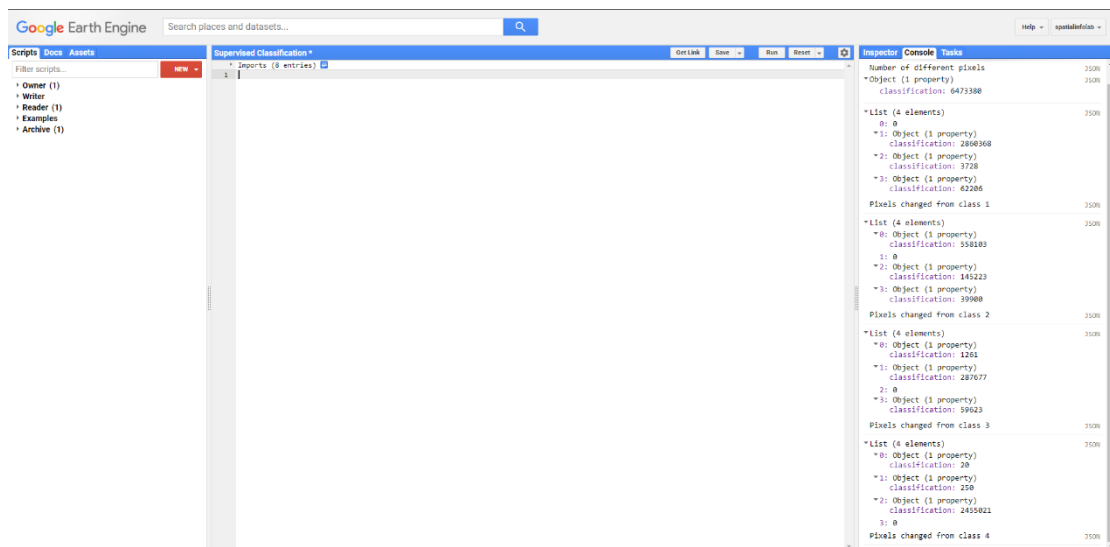 Google Earth Engine
Search places and datasets...
Help
spatialinfolab
Scripts Docs Assets
Filter scripts...
NEW
Owner (1)
Writer
Reader (1)
Examples
Archive (1)
Supervised Classification *
Get Link Save Run Reset
Imports (8 entries)
1
Inspector Console Tasks
Number of different pixels JSON
Object (1 property) JSON
classification: 6473380
List (4 elements) JSON
0: 0
1: Object (1 property)
classification: 2860368
2: Object (1 property)
classification: 3728
3: Object (1 property)
classification: 62206
Pixels changed from class 1 JSON
List (4 elements) JSON
0: Object (1 property)
classification: 558103
1: 0
2: Object (1 property)
classification: 145223
3: Object (1 property)
classification: 39900
Pixels changed from class 2 JSON
List (4 elements) JSON
0: Object (1 property)
classification: 1261
1: Object (1 property)
classification: 287677
2: 0
3: Object (1 property)
classification: 59623
Pixels changed from class 3 JSON
List (4 elements) JSON
0: Object (1 property)
classification: 20
1: Object (1 property)
classification: 250
2: Object (1 property)
classification: 2455021
3: 0
Pixels changed from class 4 JSON